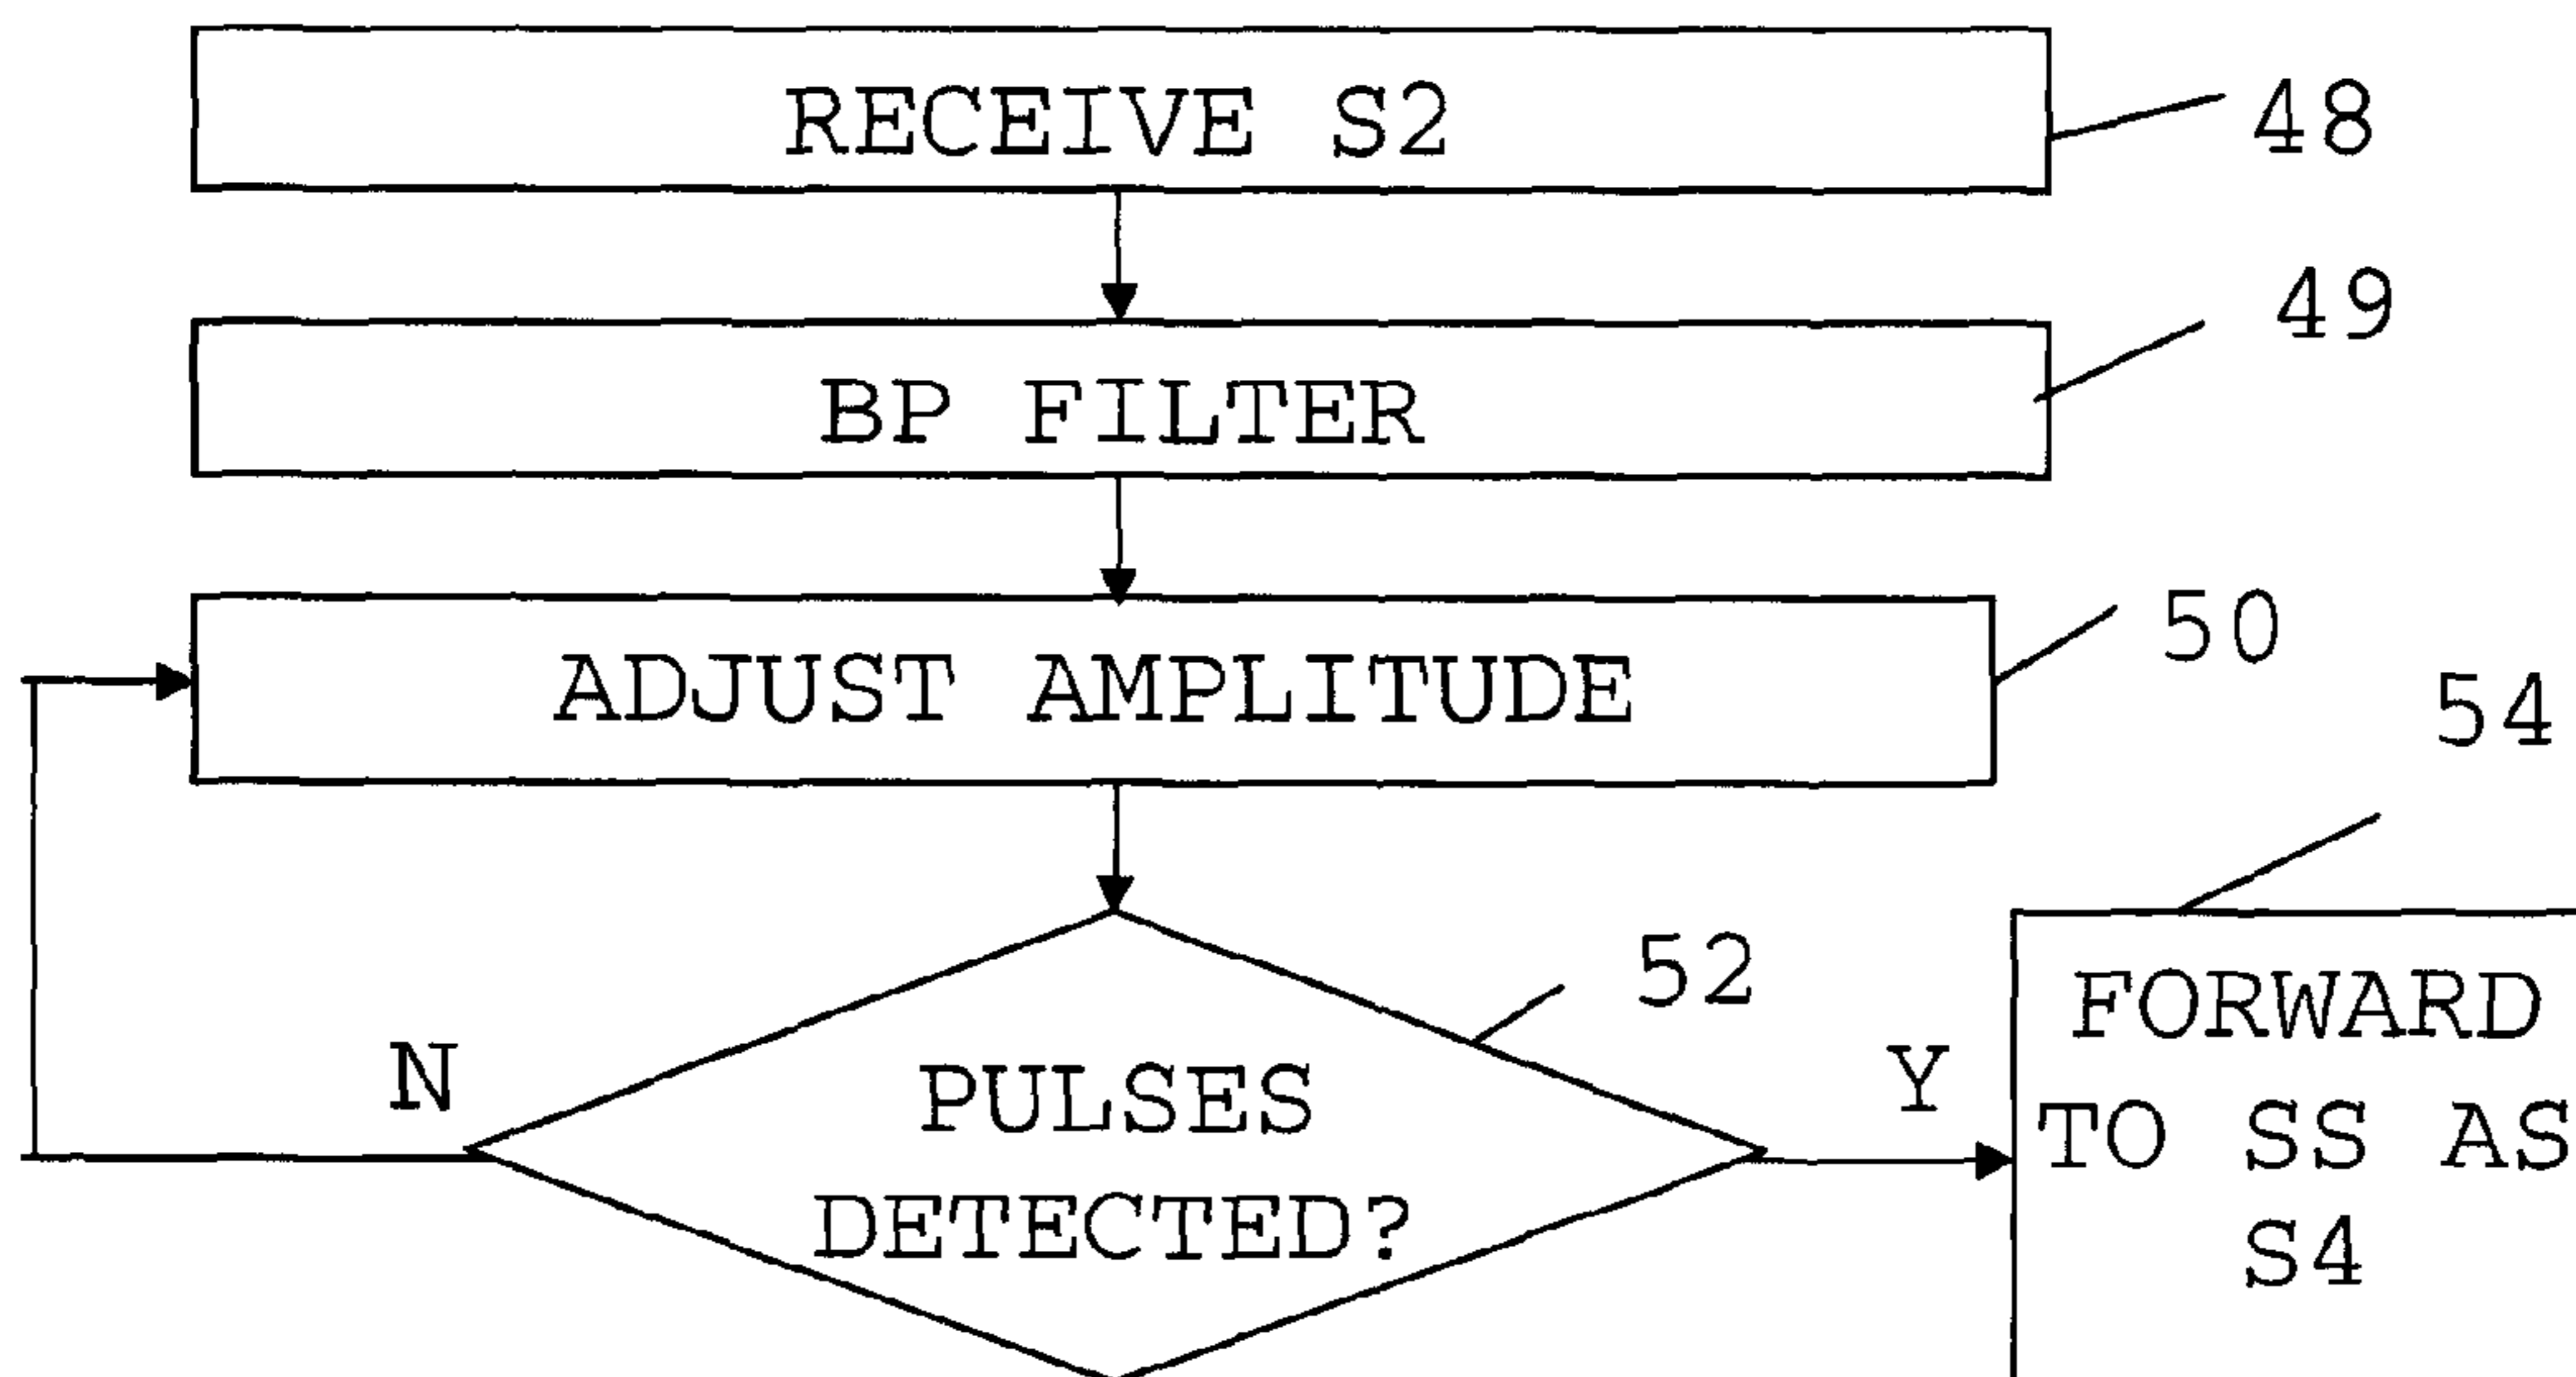 RECEIVE S2
48
BP FILTER
49
ADJUST AMPLITUDE
50
PULSES
DETECTED?
52
N
Y
FORWARD
TO SS AS
S4
54